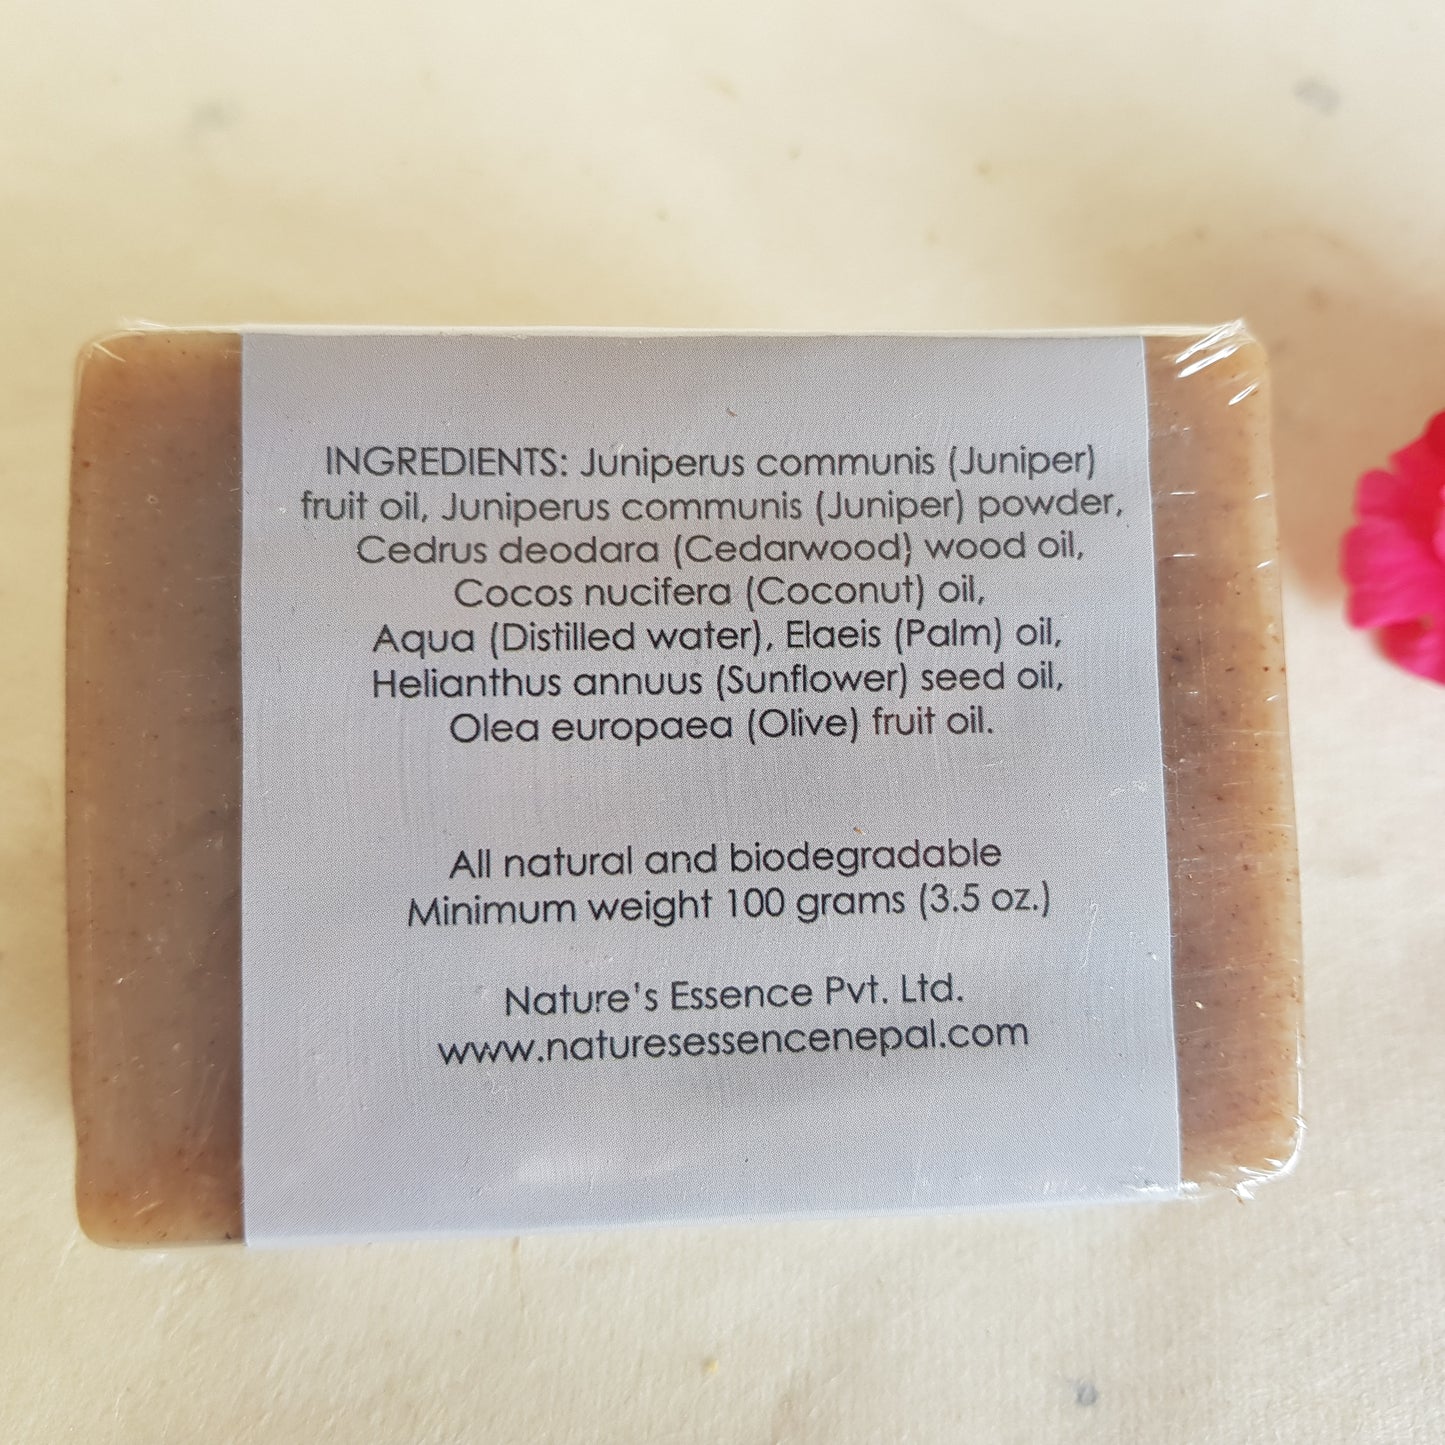 INGREDIENTS: Juniperus communis (Juniper)
fruit oil, Juniperus communis (Juniper) powder,
Cedrus deodara (Cedarwood) wood oil,
Cocos nucifera (Coconut) oil,
Aqua (Distilled water), Elaeis (Palm) oil,
Helianthus annuus (Sunflower) seed oil,
Olea europaea (Olive) fruit oil.
All natural and biodegradable
Minimum weight 100 grams (3.5 oz.)
Nature's Essence Pvt. Ltd.
www.naturesessencenepal.com